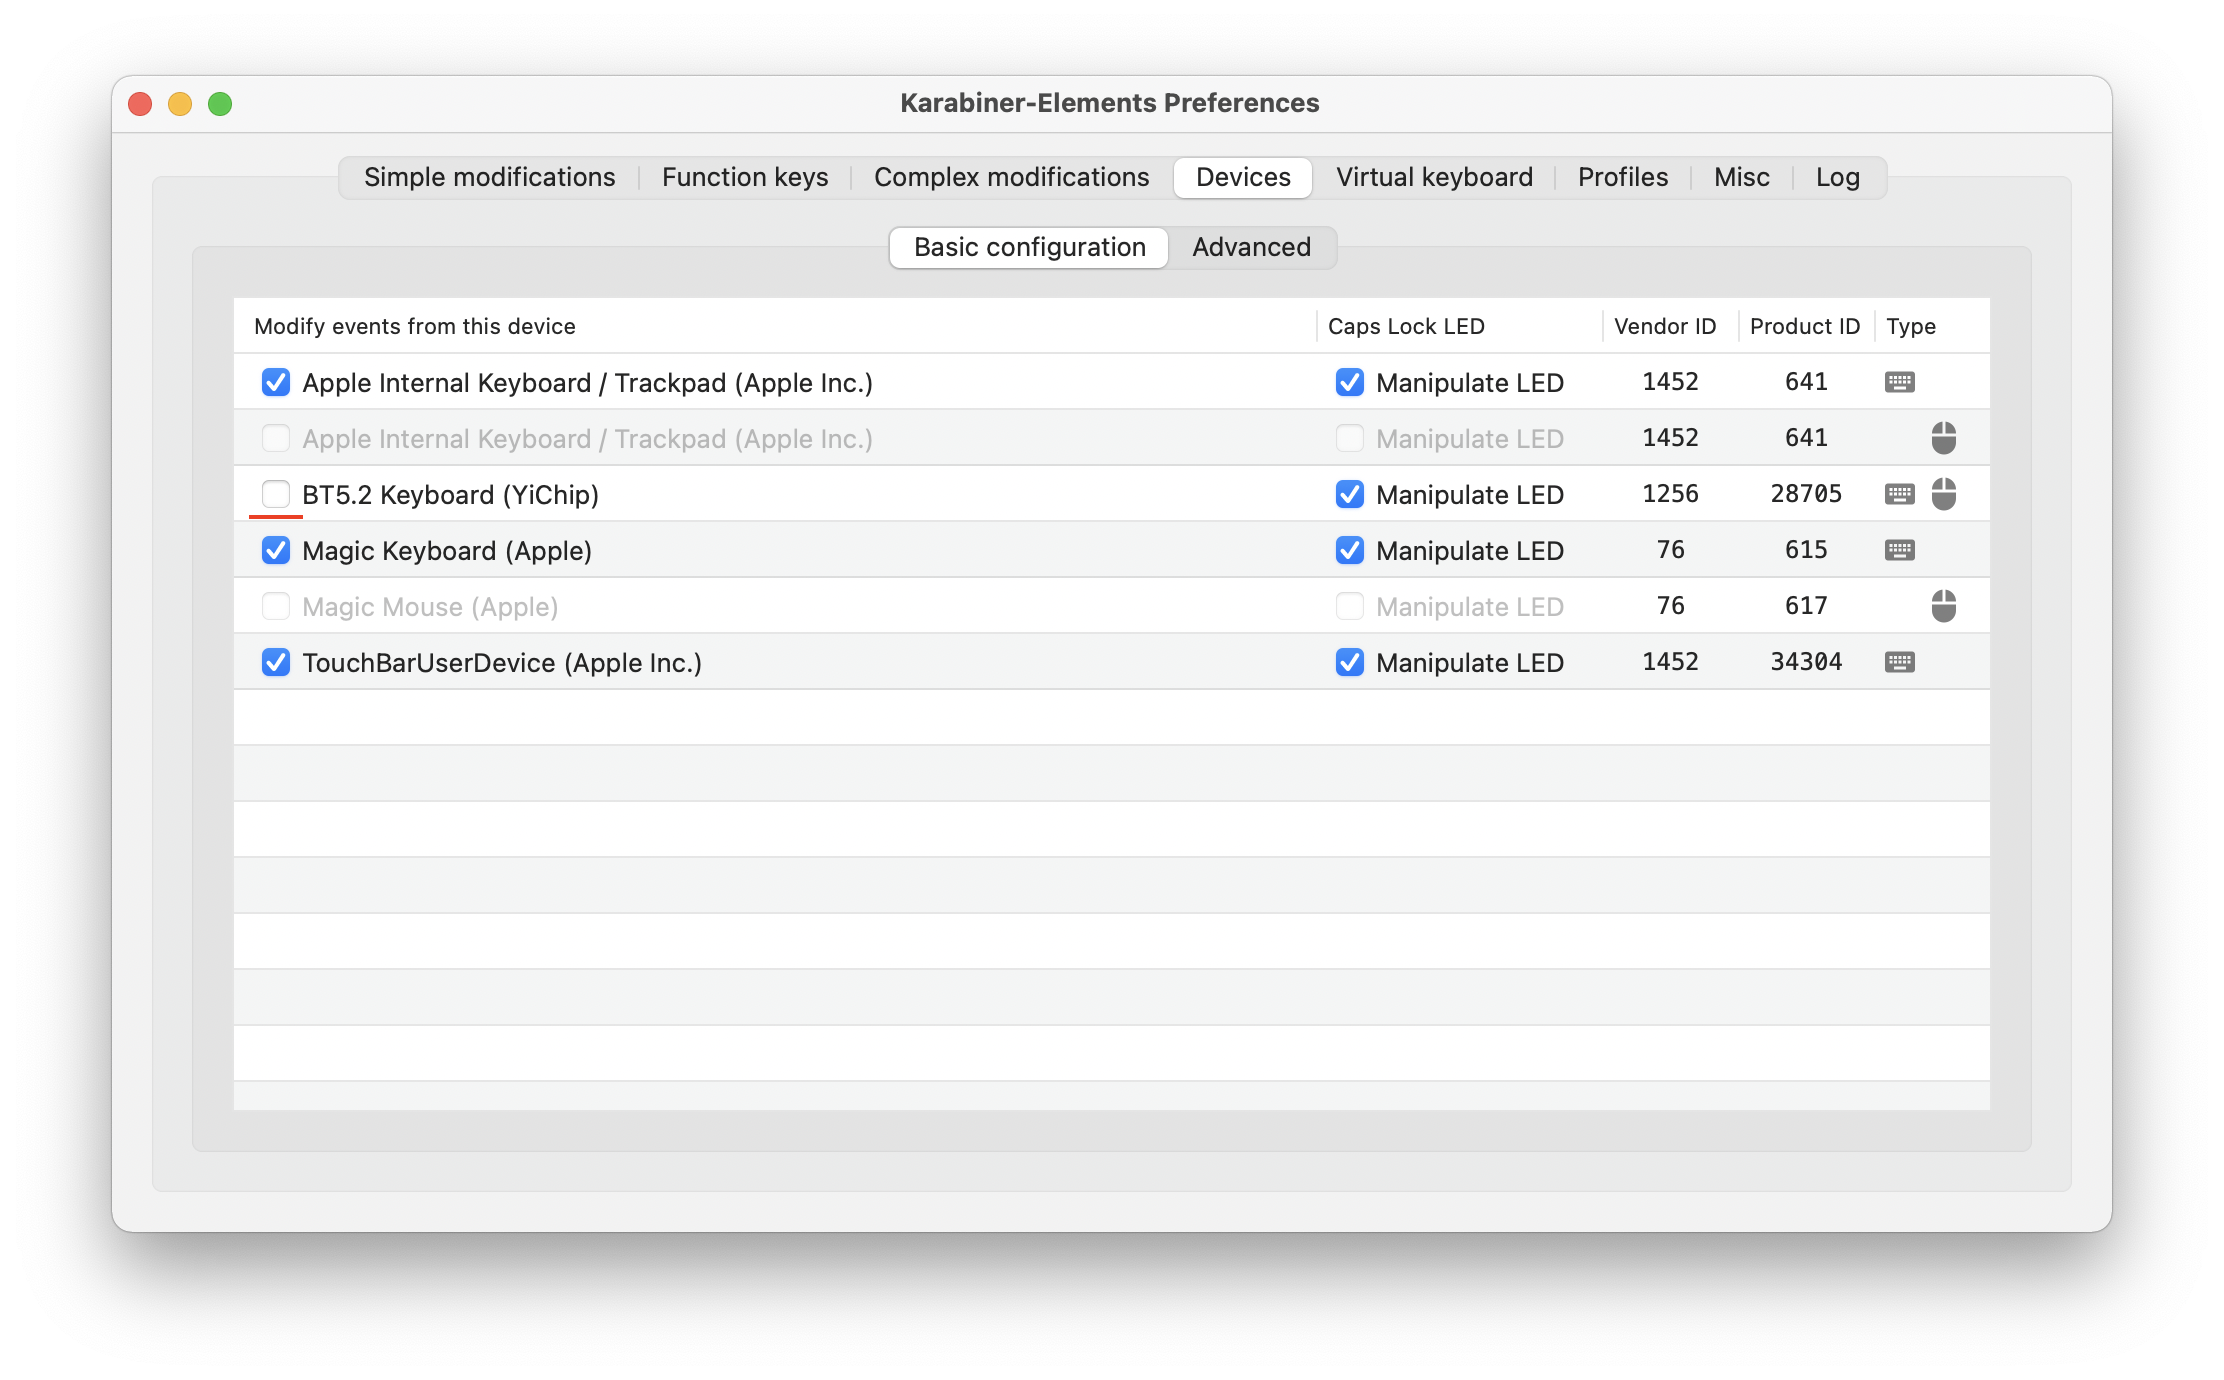 Karabiner-Elements Preferences
Simple modifications Function keys Complex modifications Devices Virtual keyboard Profiles Misc Log
Basic configuration Advanced
Modify events from this device Caps Lock LED Vendor ID Product ID Type
Apple Internal Keyboard / Trackpad (Apple Inc.) Manipulate LED 1452 641
Apple Internal Keyboard / Trackpad (Apple Inc.) Manipulate LED 1452 641
BT5.2 Keyboard (YiChip) Manipulate LED 1256 28705
Magic Keyboard (Apple) Manipulate LED 76 615
Magic Mouse (Apple) Manipulate LED 76 617
TouchBarUserDevice (Apple Inc.) Manipulate LED 1452 34304